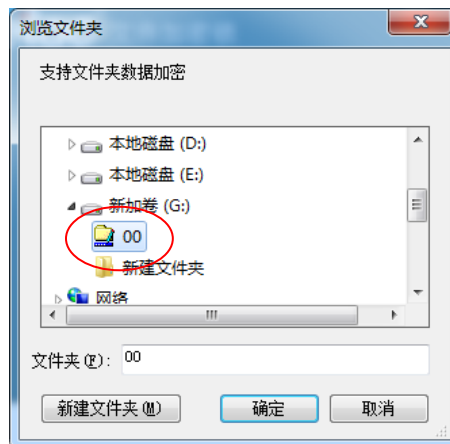 浏览文件夹
支持文件夹数据加密
本地磁盘 (D:)
本地磁盘 (E:)
新加卷 (G:)
00
新建文件夹
网络
文件夹(F): 00
新建文件夹(M) 确定 取消